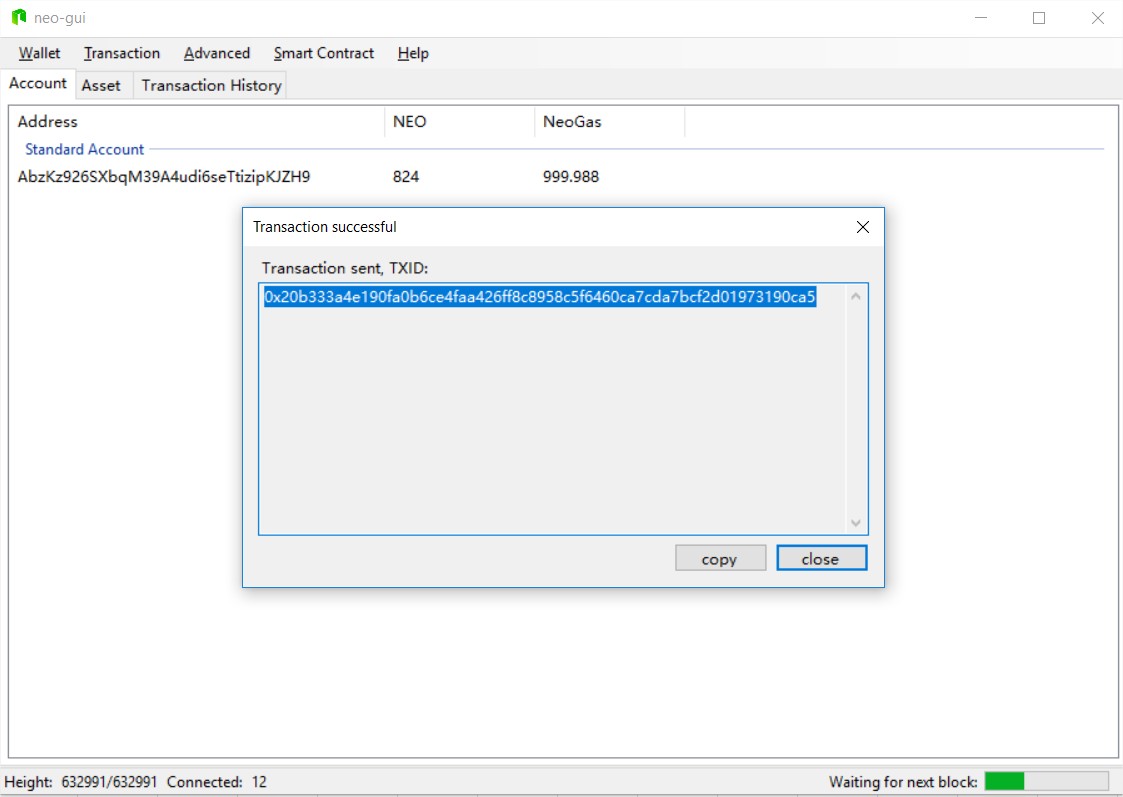 neo-gui
Wallet Transaction Advanced Smart Contract Help
Account Asset Transaction History
Address NEO NeoGas
Standard Account
AbzKz926SXbqM39A4udi6seTtizipKJZH9 824 999.988
Transaction successful
Transaction sent, TXID:
0x20b333a4e190fa0b6ce4faa426ff8c8958c5f6460ca7cda7bcf2d01973190ca5
copy close
Height: 632991/632991 Connected: 12 Waiting for next block: